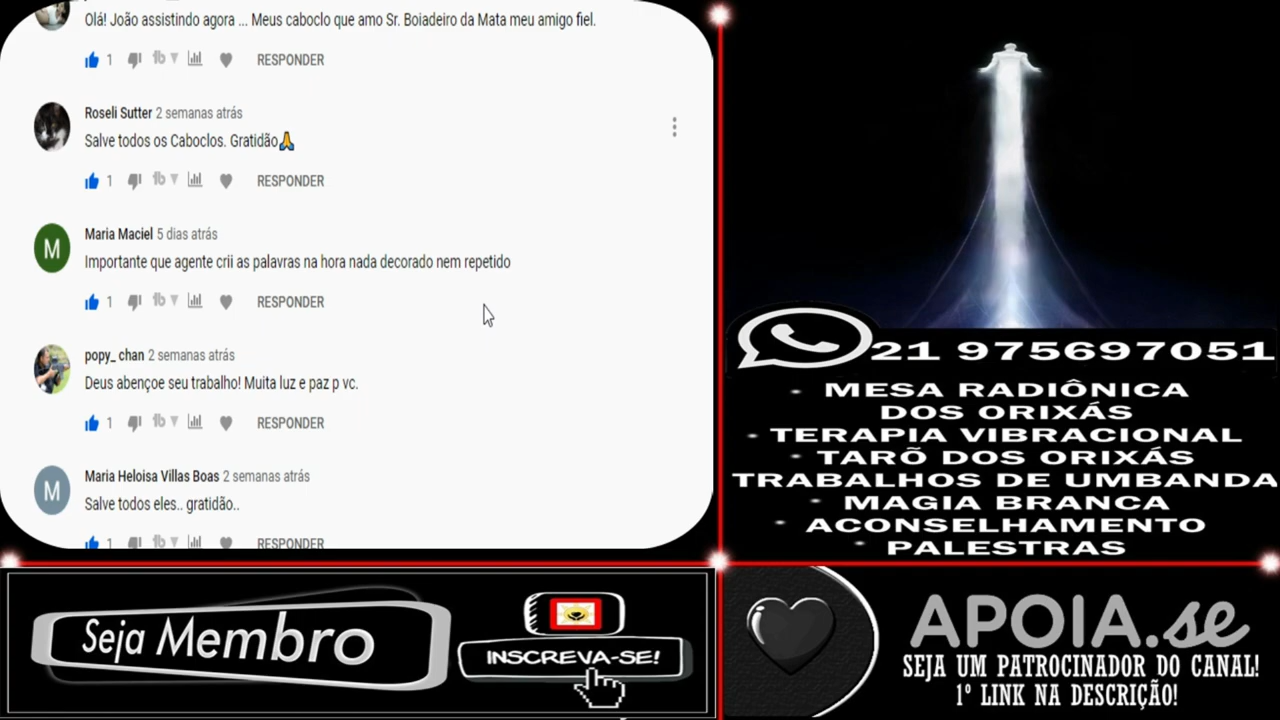 Olá! João assistindo agora ... Meus caboclo que amo Sr. Boiadeiro da Mata meu amigo fiel.
1 RESPONDER
Roseli Sutter 2 semanas atrás
Salve todos os Caboclos. Gratidão🙏
1 RESPONDER
M
Maria Maciel 5 dias atrás
Importante que agente crii as palavras na hora nada decorado nem repetido
1 RESPONDER
popy_ chan 2 semanas atrás
Deus abençoe seu trabalho! Muita luz e paz p vc.
1 RESPONDER
M
Maria Heloisa Villas Boas 2 semanas atrás
Salve todos eles.. gratidão..
1 RESPONDER
21 975697051
• MESA RADIÔNICA
DOS ORIXÁS
• TERAPIA VIBRACIONAL
• TARÕ DOS ORIXÁS
TRABALHOS DE UMBANDA
• MAGIA BRANCA
• ACONSELHAMENTO
• PALESTRAS
Seja Membro
INSCREVA-SE!
APOIA.se
SEJA UM PATROCINADOR DO CANAL!
1º LINK NA DESCRIÇÃO!